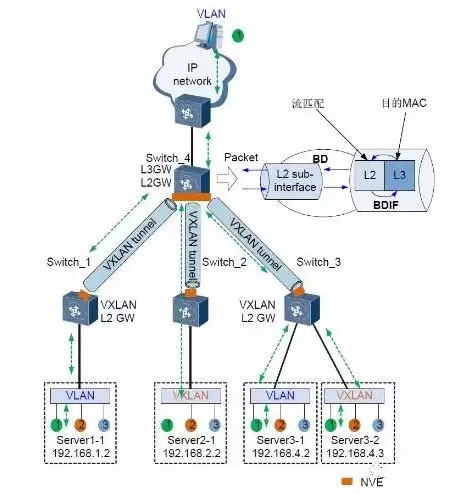 VLAN
1
IP
network
流匹配
目的MAC
Switch_4
L3GW
L2GW
Packet
BD
L2 sub-
interface
L2
L3
BDIF
VXLAN tunnel
VXLAN tunnel
VXLAN tunnel
Switch_1
Switch_2
Switch_3
VXLAN
L2 GW
VXLAN
L2 GW
VLAN
VXLAN
VLAN
VXLAN
1 2 3
1 2 3
1 2 3
1 2 3
Server1-1
192.168.1.2
Server2-1
192.168.2.2
Server3-1
192.168.4.2
Server3-2
192.168.4.3
NVE